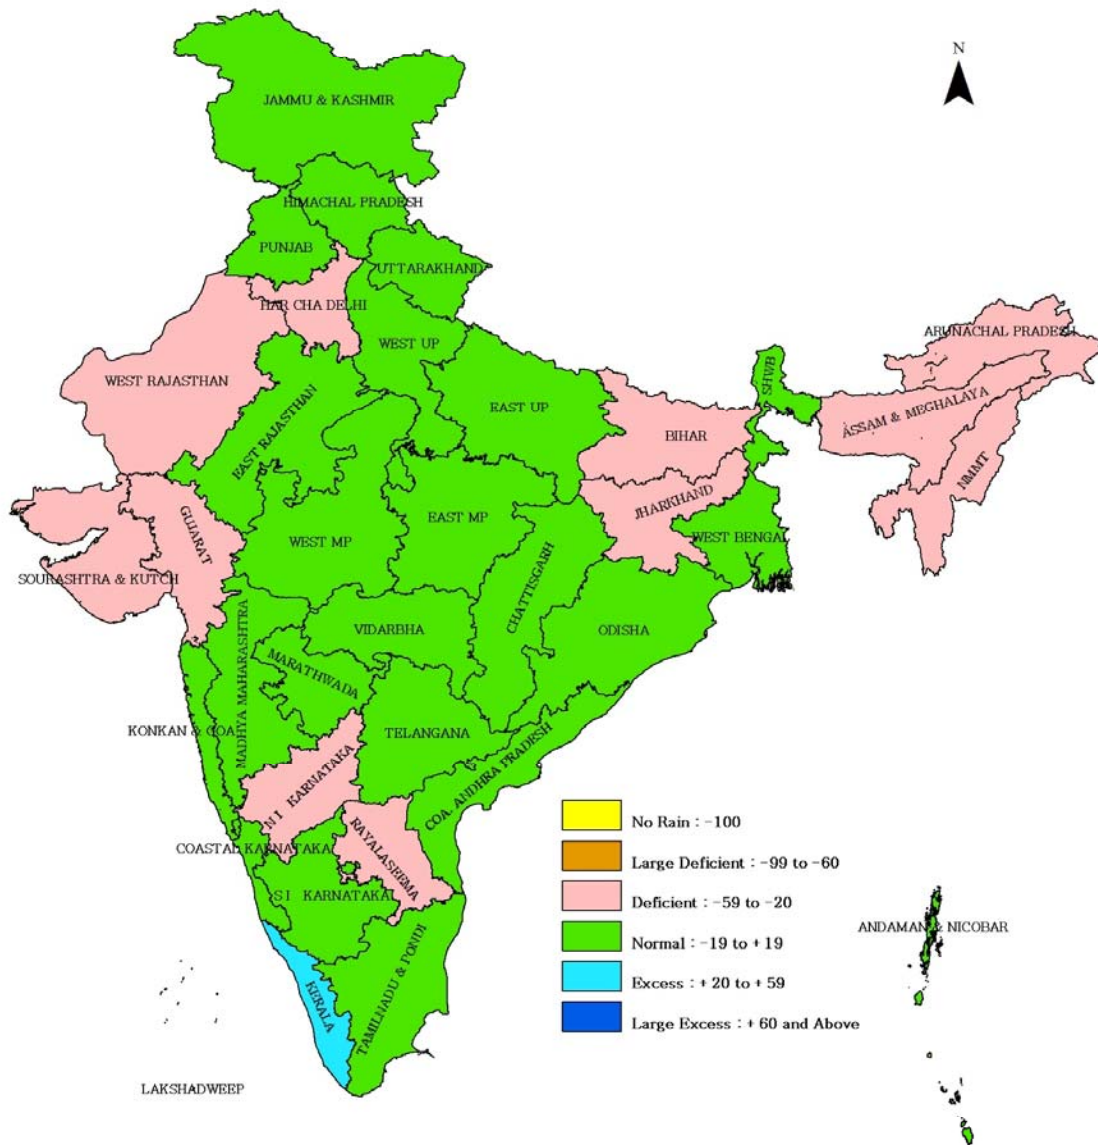 N
JAMMU & KASHMIR
HIMACHAL PRADESH
PUNJAB
UTTARAKHAND
HAR CHA DELHI
ARUNACHAL PRADESH
WEST UP
SHWB
WEST RAJASTHAN
EAST UP
ASSAM & MEGHALAYA
EAST RAJASTHAN
BIHAR
NMMT
JHARKHAND
GUJARAT
EAST MP
WEST MP
WEST BENGAL
SOURASHTRA & KUTCH
CHATTISGARH
VIDARBHA
ODISHA
MADHYA MAHARASHTRA
MARATHWADA
KONKAN & GOA
TELANGANA
COA. ANDHRA PRADESH
N I KARNATAKA
RAYALASEEMA
COASTAL KARNATAKA
S I KARNATAKA
No Rain : -100
Large Deficient : -99 to -60
Deficient : -59 to -20
Normal : -19 to +19
Excess : +20 to +59
Large Excess : +60 and Above
ANDAMAN & NICOBAR
KERALA
TAMILNADU & PONDI
LAKSHADWEEP